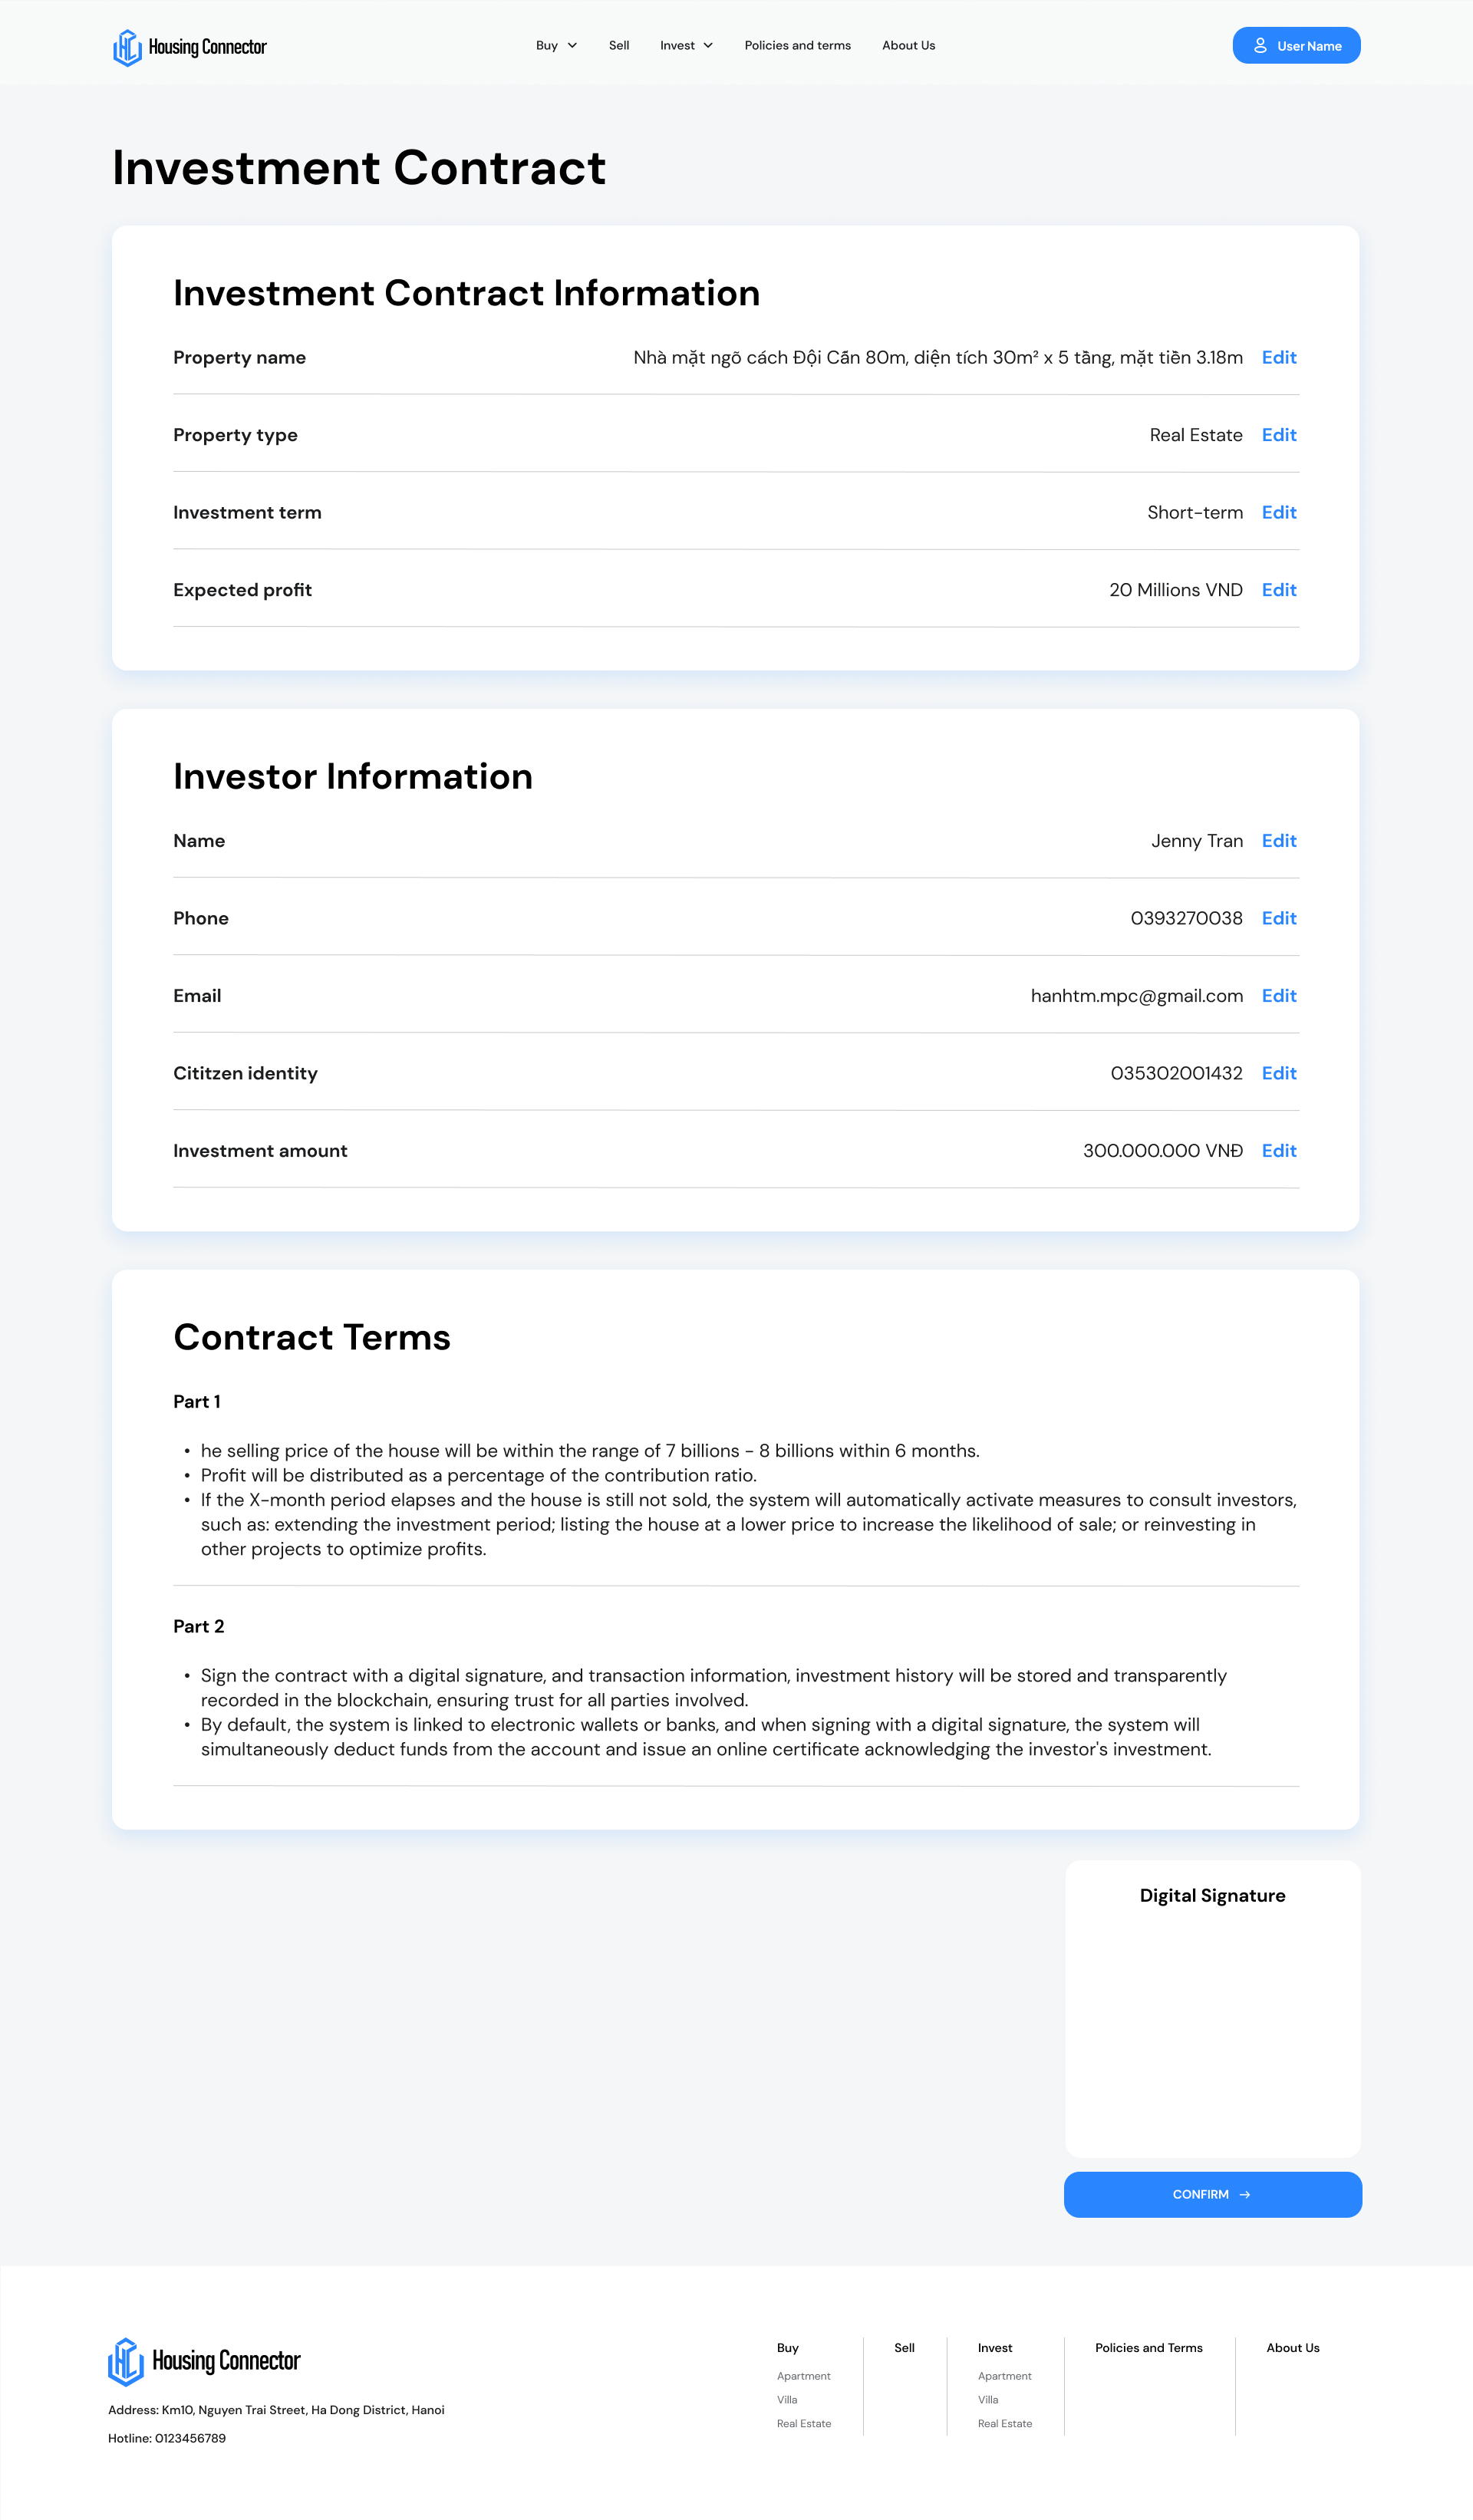 Housing Connector
Buy
Sell
Invest
Policies and terms
About Us
User Name
Investment Contract
Investment Contract Information
Property name
Nhà mặt ngõ cách Đội Cấn 80m, diện tích 30m² x 5 tầng, mặt tiền 3.18m
Edit
Property type
Real Estate
Edit
Investment term
Short-term
Edit
Expected profit
20 Millions VND
Edit
Investor Information
Name
Jenny Tran
Edit
Phone
0393270038
Edit
Email
hanhtm.mpc@gmail.com
Edit
Cititzen identity
035302001432
Edit
Investment amount
300.000.000 VNĐ
Edit
Contract Terms
Part 1
• he selling price of the house will be within the range of 7 billions - 8 billions within 6 months.
• Profit will be distributed as a percentage of the contribution ratio.
• If the X-month period elapses and the house is still not sold, the system will automatically activate measures to consult investors,
such as: extending the investment period; listing the house at a lower price to increase the likelihood of sale; or reinvesting in
other projects to optimize profits.
Part 2
• Sign the contract with a digital signature, and transaction information, investment history will be stored and transparently
recorded in the blockchain, ensuring trust for all parties involved.
• By default, the system is linked to electronic wallets or banks, and when signing with a digital signature, the system will
simultaneously deduct funds from the account and issue an online certificate acknowledging the investor's investment.
Digital Signature
CONFIRM →
Housing Connector
Address: Km10, Nguyen Trai Street, Ha Dong District, Hanoi
Hotline: 0123456789
Buy
Apartment
Villa
Real Estate
Sell
Invest
Apartment
Villa
Real Estate
Policies and Terms
About Us